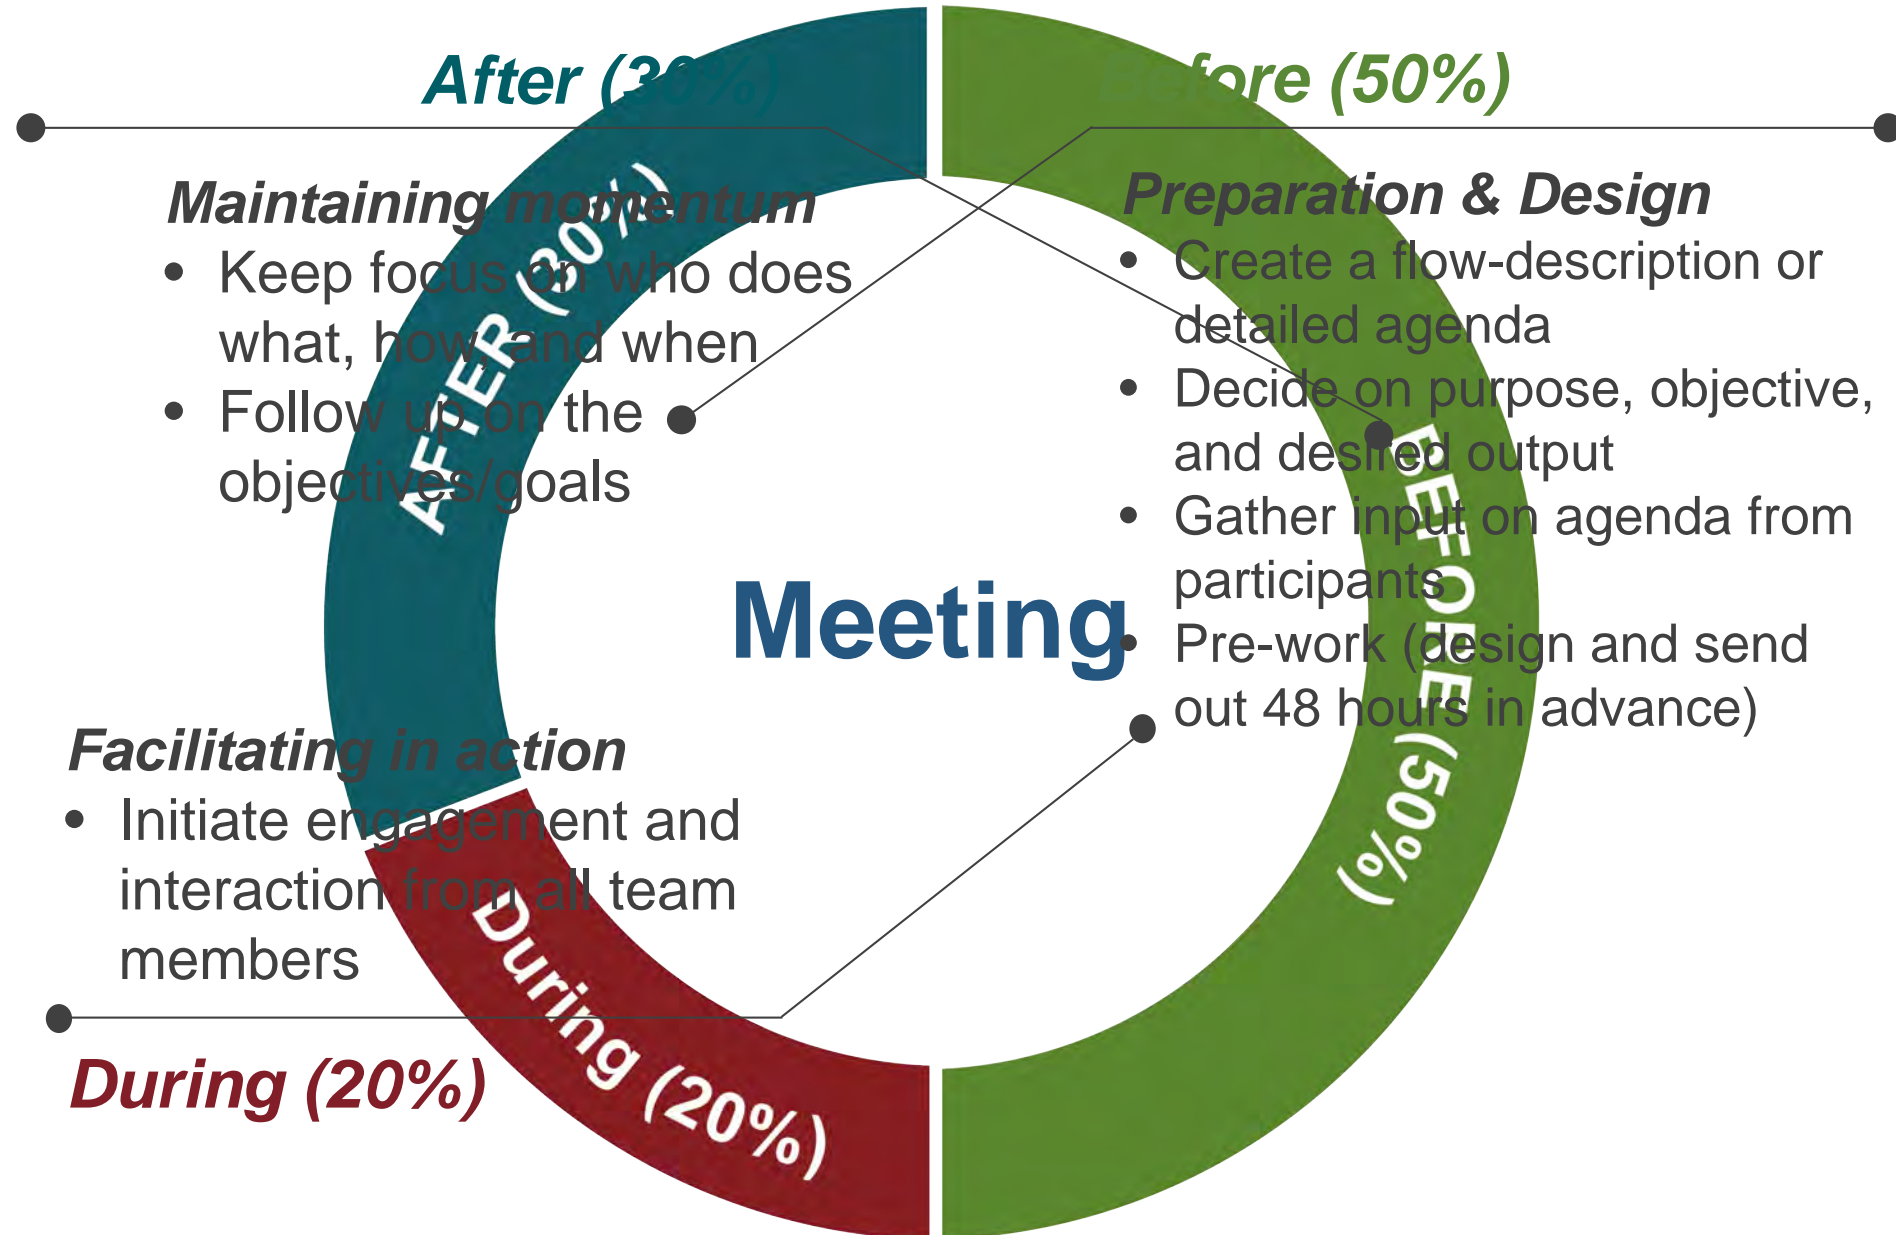 After (30%)
Maintaining momentum
• Keep focus on who does
what, how, and when
• Follow up on the
objectives/goals
AFTER (30%)
Before (50%)
Preparation & Design
• Create a flow-description or
detailed agenda
• Decide on purpose, objective,
and desired output
• Gather input on agenda from
participants
• Pre-work (design and send
out 48 hours in advance)
BEFORE (50%)
Meeting
Facilitating in action
• Initiate engagement and
interaction from all team
members
During (20%)
During (20%)